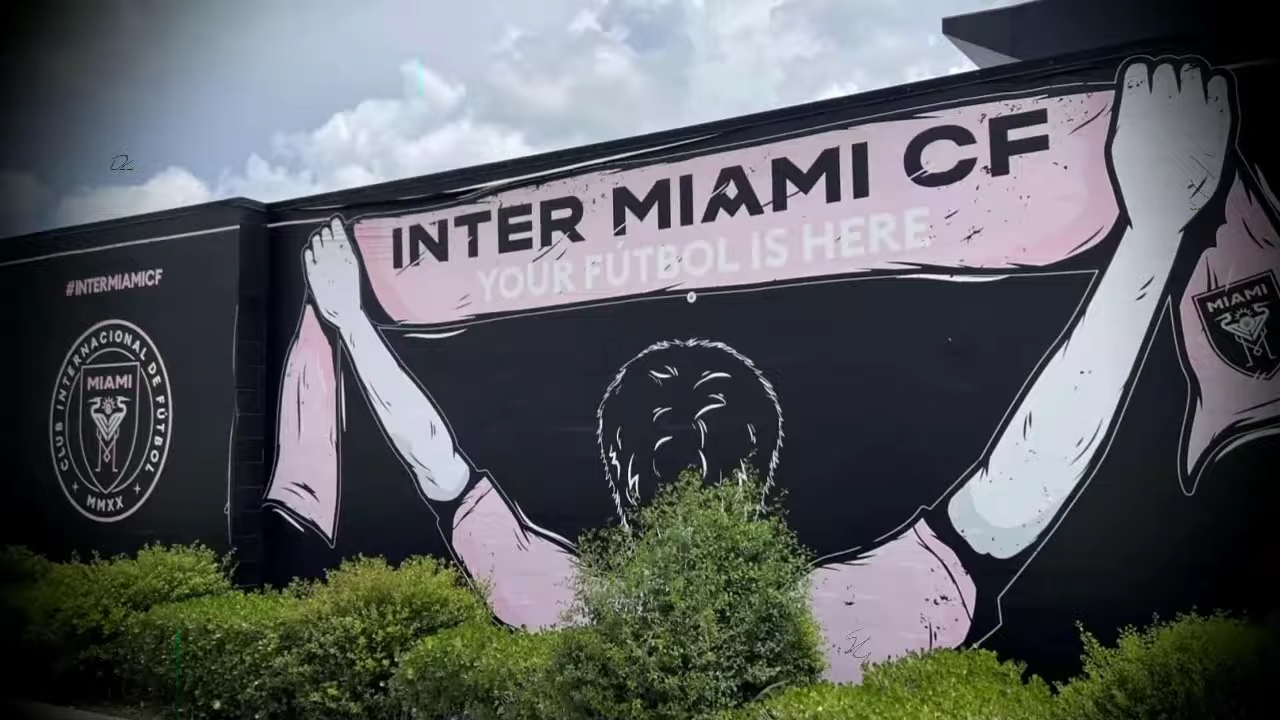 #INTERMIAMICF
CLUB INTERNACIONAL DE FÚTBOL
MIAMI
MMXX
INTER MIAMI CF
YOUR FÚTBOL IS HERE
MIAMI